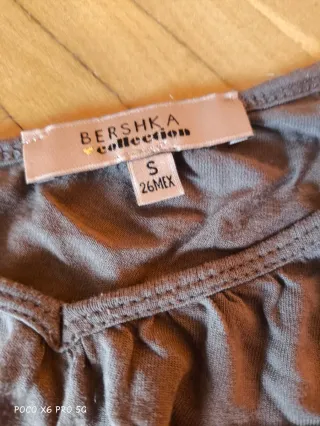 BERSHKA
collection
S
26MEX
POCO X6 PRO 5G